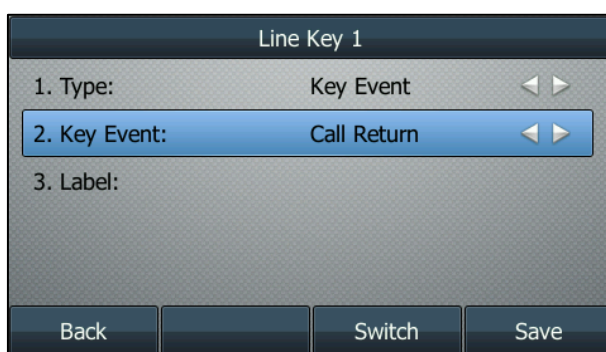 Line Key 1
1. Type: Key Event
2. Key Event: Call Return
3. Label:
Back Switch Save